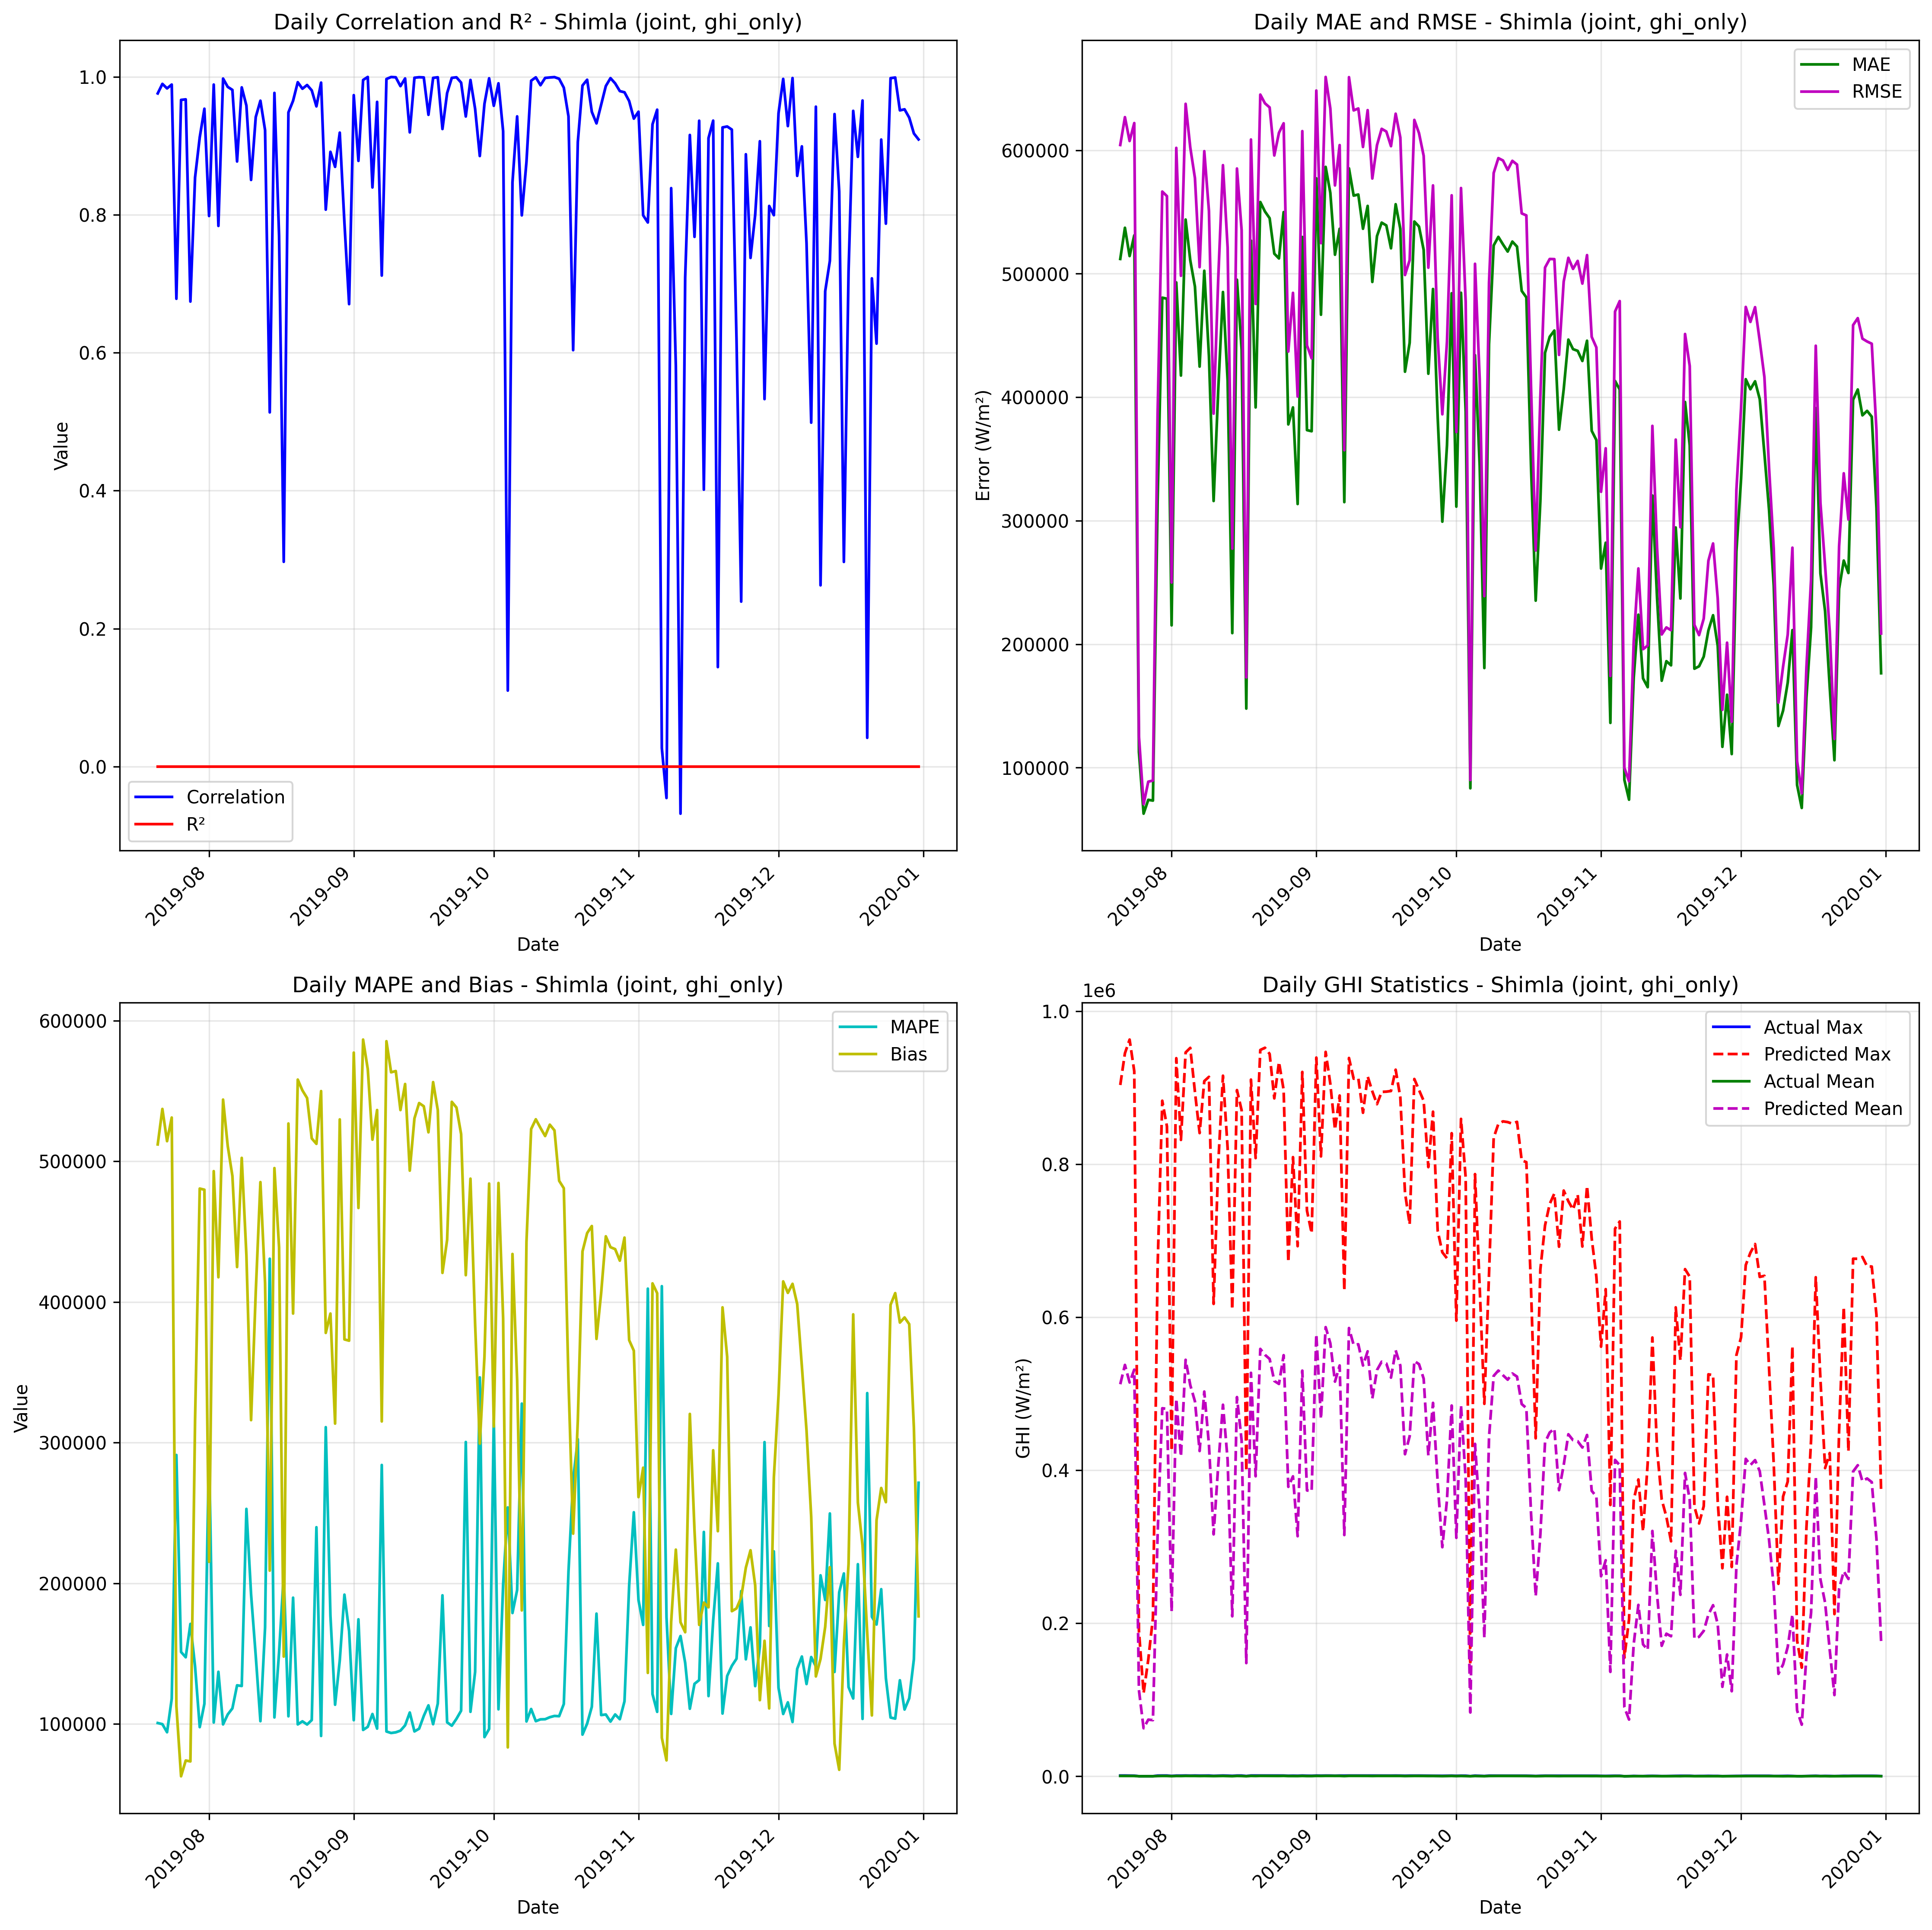 Daily Correlation and R² - Shimla (joint, ghi_only)
1.0
0.8
0.6
0.4
0.2
0.0
Value
Correlation
R²
2019-08
2019-09
2019-10
2019-11
2019-12
2020-01
Date
Daily MAE and RMSE - Shimla (joint, ghi_only)
600000
500000
400000
300000
200000
100000
Error (W/m²)
MAE
RMSE
2019-08
2019-09
2019-10
2019-11
2019-12
2020-01
Date
Daily MAPE and Bias - Shimla (joint, ghi_only)
600000
500000
400000
300000
200000
100000
Value
MAPE
Bias
2019-08
2019-09
2019-10
2019-11
2019-12
2020-01
Date
Daily GHI Statistics - Shimla (joint, ghi_only)
1e6
1.0
0.8
0.6
0.4
0.2
0.0
GHI (W/m²)
Actual Max
Predicted Max
Actual Mean
Predicted Mean
2019-08
2019-09
2019-10
2019-11
2019-12
2020-01
Date